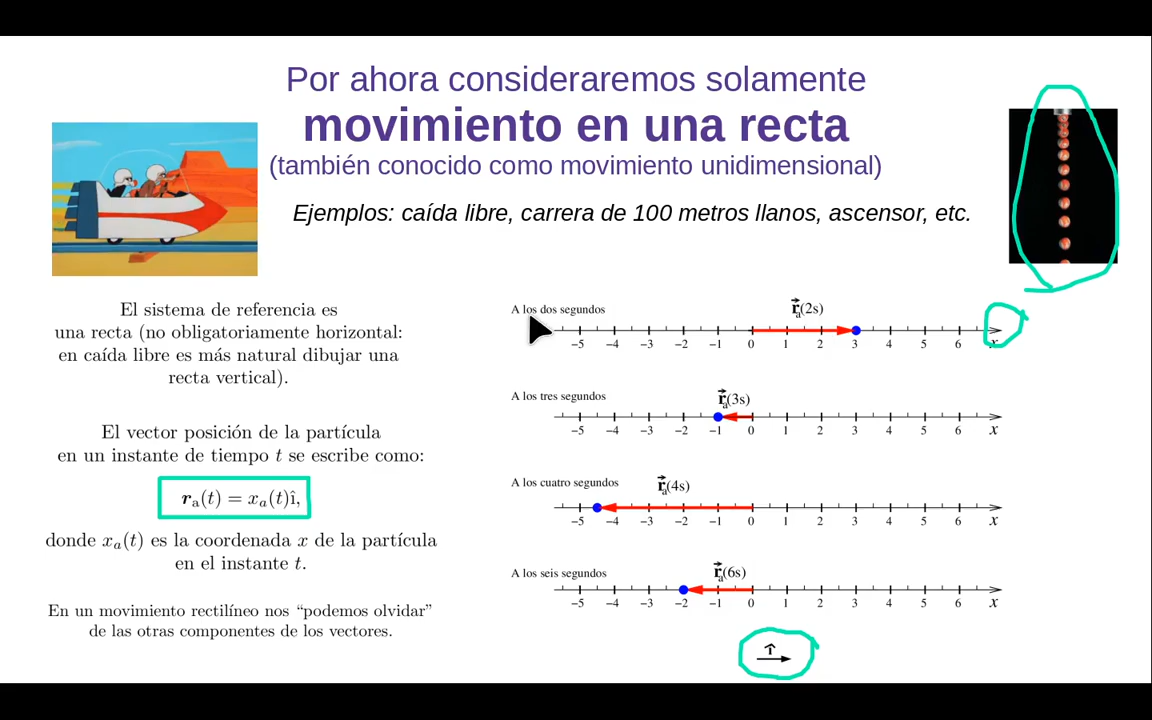 Por ahora consideraremos solamente
movimiento en una recta
(también conocido como movimiento unidimensional)
Ejemplos: caída libre, carrera de 100 metros llanos, ascensor, etc.
El sistema de referencia es
una recta (no obligatoriamente horizontal:
en caída libre es más natural dibujar una
recta vertical).
El vector posición de la partícula
en un instante de tiempo t se escribe como:
r_a(t) = x_a(t)î,
donde x_a(t) es la coordenada x de la partícula
en el instante t.
En un movimiento rectilíneo nos “podemos olvidar”
de las otras componentes de los vectores.
A los dos segundos
r⃗_a(2s)
−5 −4 −3 −2 −1 0 1 2 3 4 5 6 x
A los tres segundos
r⃗_a(3s)
−5 −4 −3 −2 −1 0 1 2 3 4 5 6 x
A los cuatro segundos
r⃗_a(4s)
−5 −4 −3 −2 −1 0 1 2 3 4 5 6 x
A los seis segundos
r⃗_a(6s)
−5 −4 −3 −2 −1 0 1 2 3 4 5 6 x
î